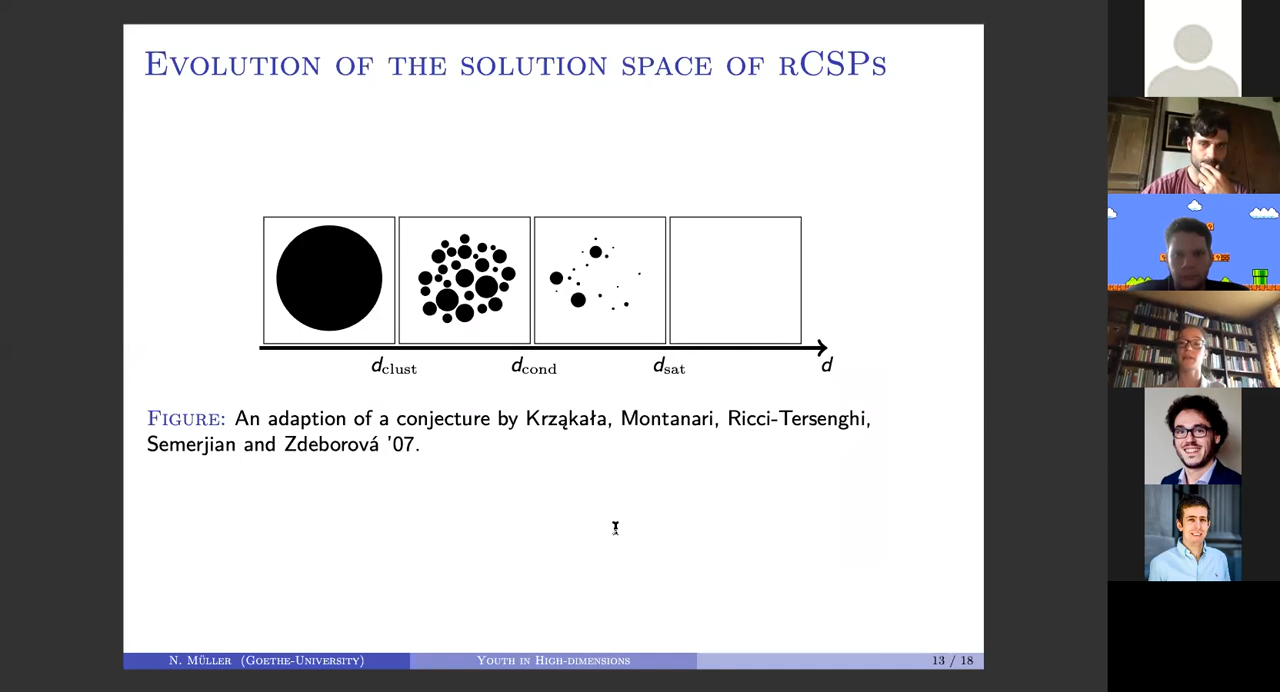 Evolution of the solution space of rCSPs
d_clust d_cond d_sat d
Figure: An adaption of a conjecture by Krząkała, Montanari, Ricci-Tersenghi,
Semerjian and Zdeborová '07.
N. Müller (Goethe-University) Youth in High-dimensions 13 / 18